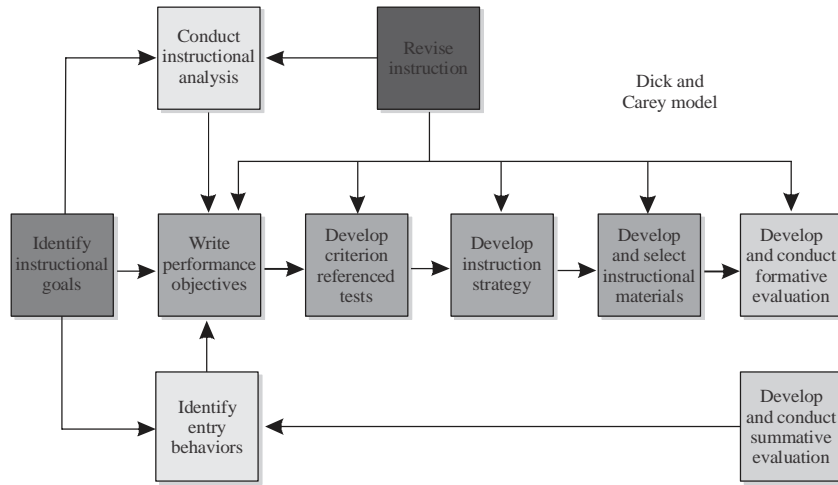 Conduct
instructional
analysis
Revise
instruction
Dick and
Carey model
Identify
instructional
goals
Write
performance
objectives
Develop
criterion
referenced
tests
Develop
instruction
strategy
Develop
and select
instructional
materials
Develop
and conduct
formative
evaluation
Identify
entry
behaviors
Develop
and conduct
summative
evaluation